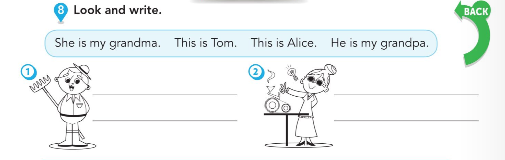 8 Look and write.
BACK
She is my grandma. This is Tom. This is Alice. He is my grandpa.
1
2